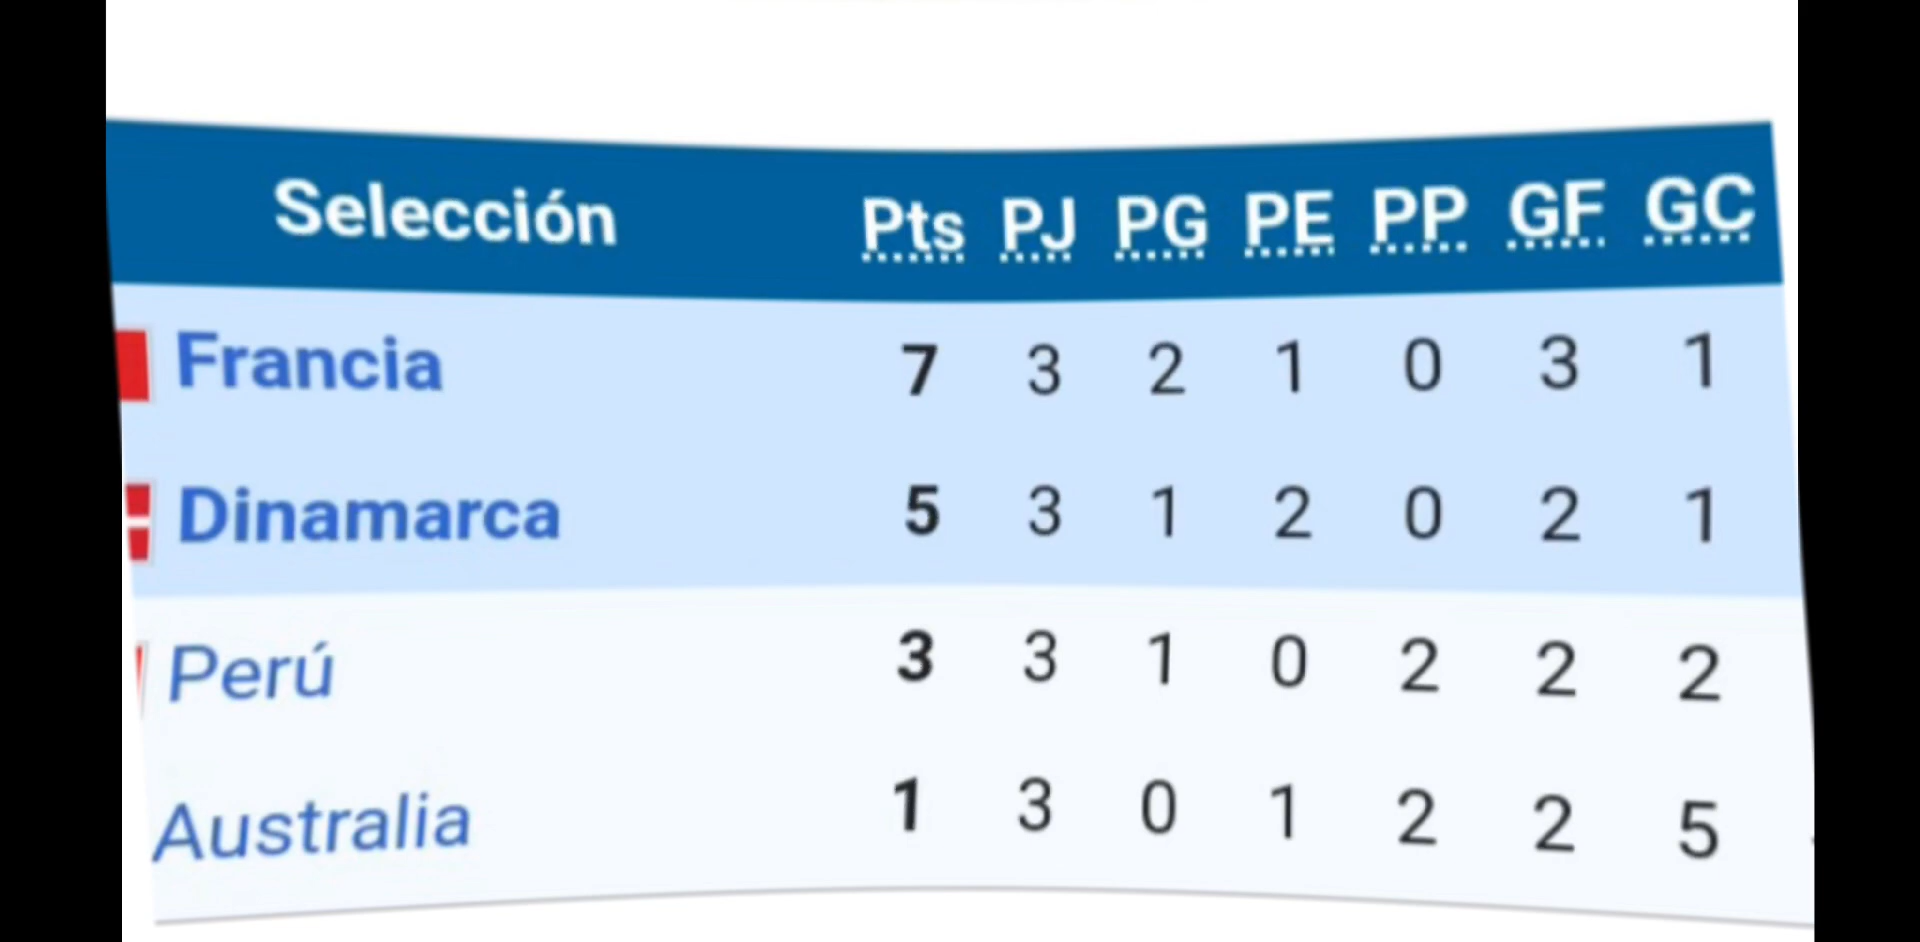 Selección Pts PJ PG PE PP GF GC
Francia 7 3 2 1 0 3 1
Dinamarca 5 3 1 2 0 2 1
Perú 3 3 1 0 2 2 2
Australia 1 3 0 1 2 2 5